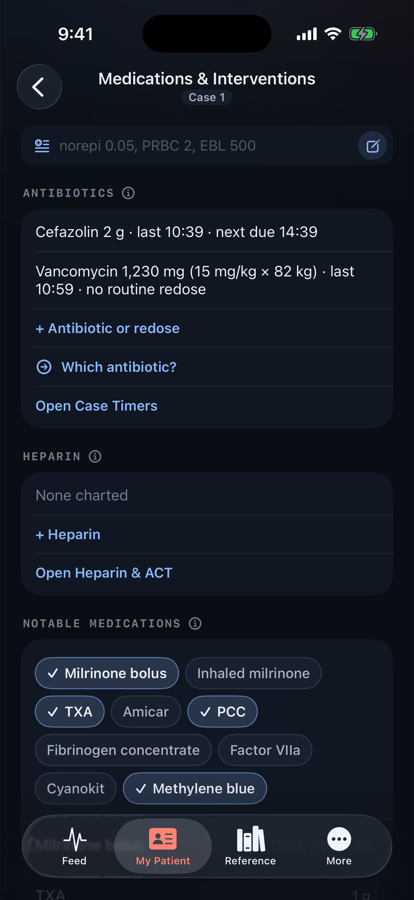 9:41
Medications & Interventions
Case 1
norepi 0.05, PRBC 2, EBL 500
ANTIBIOTICS
Cefazolin 2 g · last 10:39 · next due 14:39
Vancomycin 1,230 mg (15 mg/kg × 82 kg) · last
10:59 · no routine redose
+ Antibiotic or redose
Which antibiotic?
Open Case Timers
HEPARIN
None charted
+ Heparin
Open Heparin & ACT
NOTABLE MEDICATIONS
✓ Milrinone bolus
Inhaled milrinone
✓ TXA
Amicar
✓ PCC
Fibrinogen concentrate
Factor VIIa
Cyanokit
✓ Methylene blue
Milrinone bolus
Feed
My Patient
Reference
More
TXA
1 g